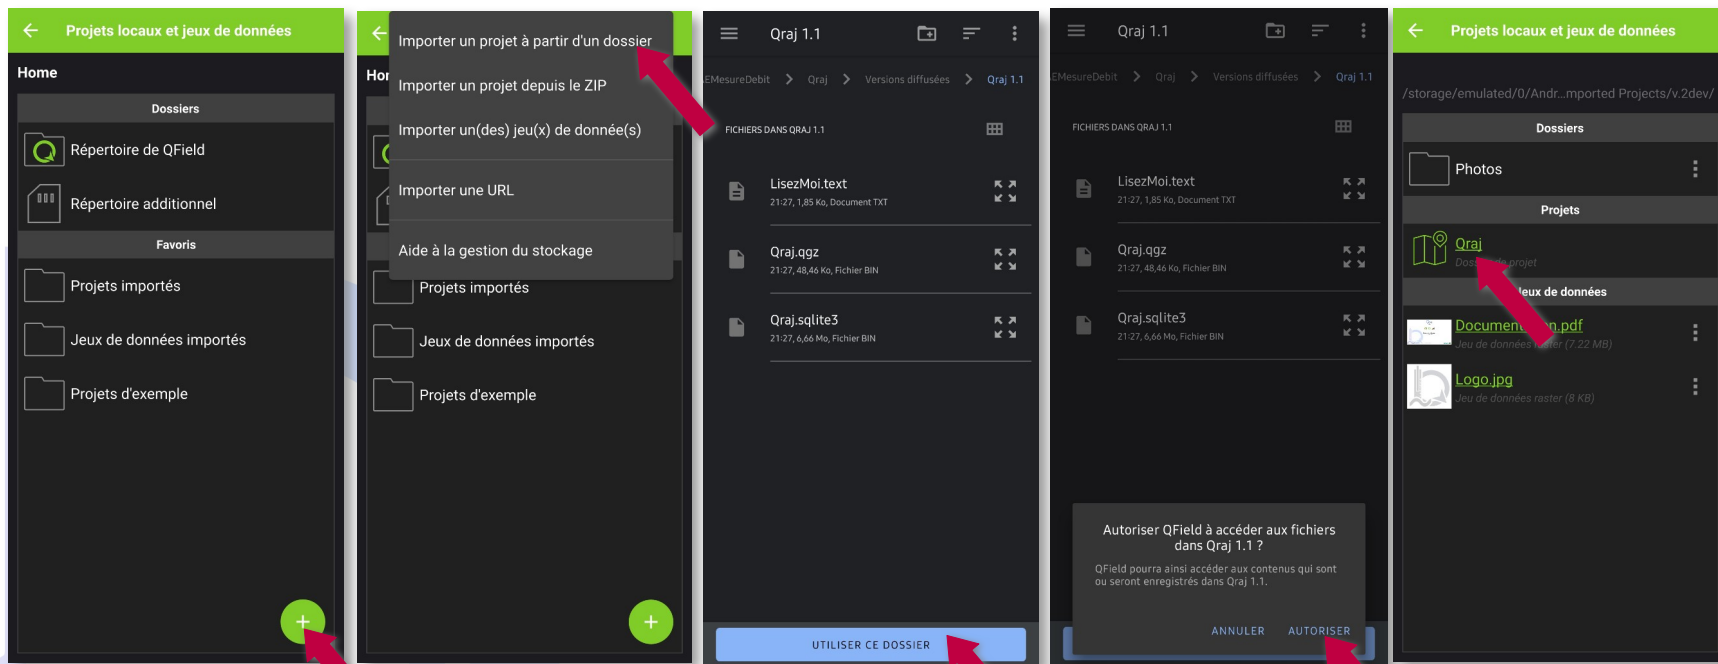 Projets locaux et jeux de données
Home
Dossiers
Répertoire de QField
Répertoire additionnel
Favoris
Projets importés
Jeux de données importés
Projets d'exemple
Importer un projet à partir d'un dossier
Importer un projet depuis le ZIP
Importer un(des) jeu(x) de donnée(s)
Importer une URL
Aide à la gestion du stockage
Projets importés
Jeux de données importés
Projets d'exemple
Qraj 1.1
EMesureDebit > Qraj > Versions diffusées > Qraj 1.1
FICHIERS DANS QRAJ 1.1
LisezMoi.text
21:27, 1,85 Ko, Document TXT
Qraj.qgz
21:27, 48,46 Ko, Fichier BIN
Qraj.sqlite3
21:27, 6,66 Mo, Fichier BIN
UTILISER CE DOSSIER
Qraj 1.1
EMesureDebit > Qraj > Versions diffusées > Qraj 1.1
FICHIERS DANS QRAJ 1.1
LisezMoi.text
21:27, 1,85 Ko, Document TXT
Qraj.qgz
21:27, 48,46 Ko, Fichier BIN
Qraj.sqlite3
21:27, 6,66 Mo, Fichier BIN
Autoriser QField à accéder aux fichiers
dans Qraj 1.1 ?
QField pourra ainsi accéder aux contenus qui sont
ou seront enregistrés dans Qraj 1.1.
ANNULER AUTORISER
Projets locaux et jeux de données
/storage/emulated/0/Andr...mported Projects/v.2dev/
Dossiers
Photos
Projets
Qraj
projet
Jeux de données
Jeu de données raster (7.22 MB)
Logo.jpg
Jeu de données raster (8 KB)